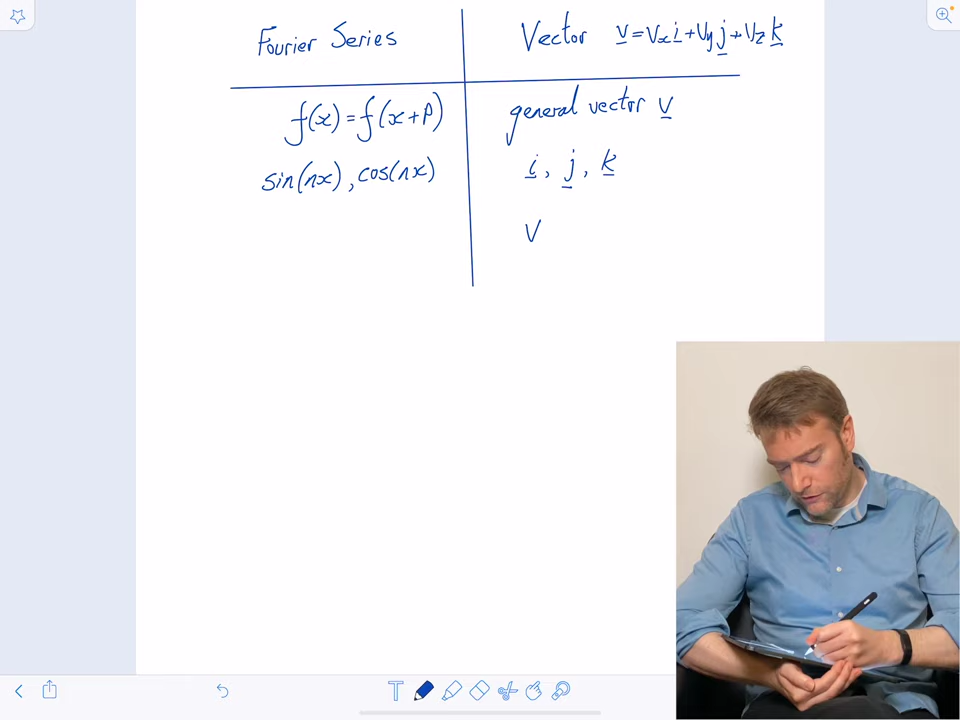 Fourier Series
Vector v = Vx i + Vy j + Vz k
f(x) = f(x+P)
general vector v
sin(nx), cos(nx)
i, j, k
V
T